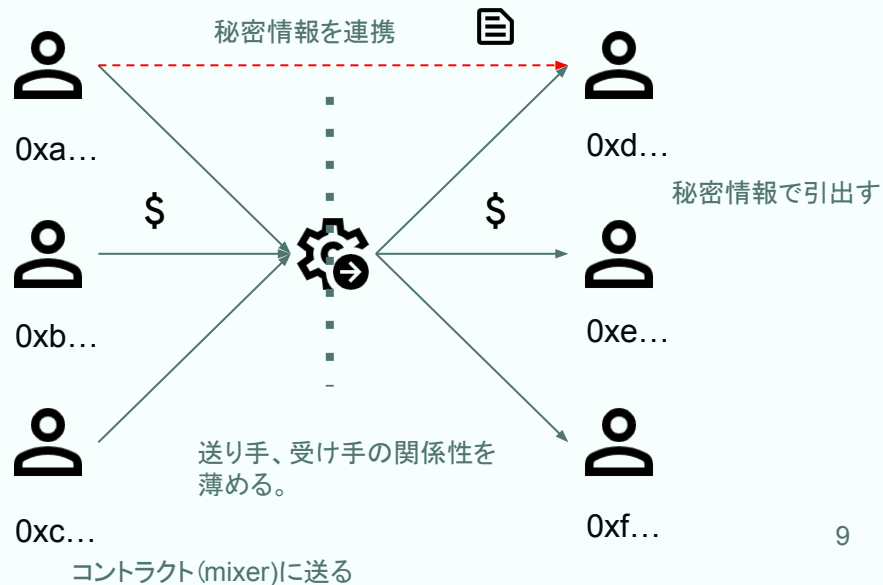 秘密情報を連携
0xa…
0xd…
秘密情報で引出す
$
$
0xb…
0xe…
送り手、受け手の関係性を
薄める。
0xc…
0xf…
9
コントラクト(mixer)に送る